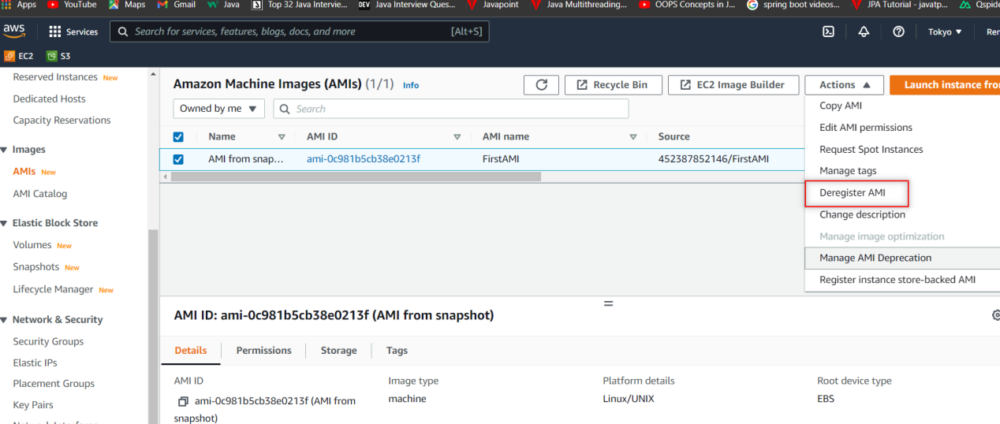 Apps YouTube Maps Gmail Java Top 32 Java Intervie... DEV Java Interview Ques... Javapoint Java Multithreading... OOPS Concepts in J... spring boot videos... JPA Tutorial - javatp... Qspide
aws Services Search for services, features, blogs, docs, and more [Alt+S] Tokyo ▼ Ren
EC2 S3
Reserved Instances New
Dedicated Hosts
Capacity Reservations
Images
AMIs New
AMI Catalog
Elastic Block Store
Volumes New
Snapshots New
Lifecycle Manager New
Network & Security
Security Groups
Elastic IPs
Placement Groups
Key Pairs
Amazon Machine Images (AMIs) (1/1) Info Recycle Bin EC2 Image Builder Actions ▲ Launch instance fro
Owned by me ▼ Search
Name AMI ID AMI name Source
AMI from snap... ami-0c981b5cb38e0213f FirstAMI 452387852146/FirstAMI
Copy AMI
Edit AMI permissions
Request Spot Instances
Manage tags
Deregister AMI
Change description
Manage image optimization
Manage AMI Deprecation
Register instance store-backed AMI
AMI ID: ami-0c981b5cb38e0213f (AMI from snapshot)
Details Permissions Storage Tags
AMI ID Image type Platform details Root device type
ami-0c981b5cb38e0213f (AMI from machine Linux/UNIX EBS
snapshot)